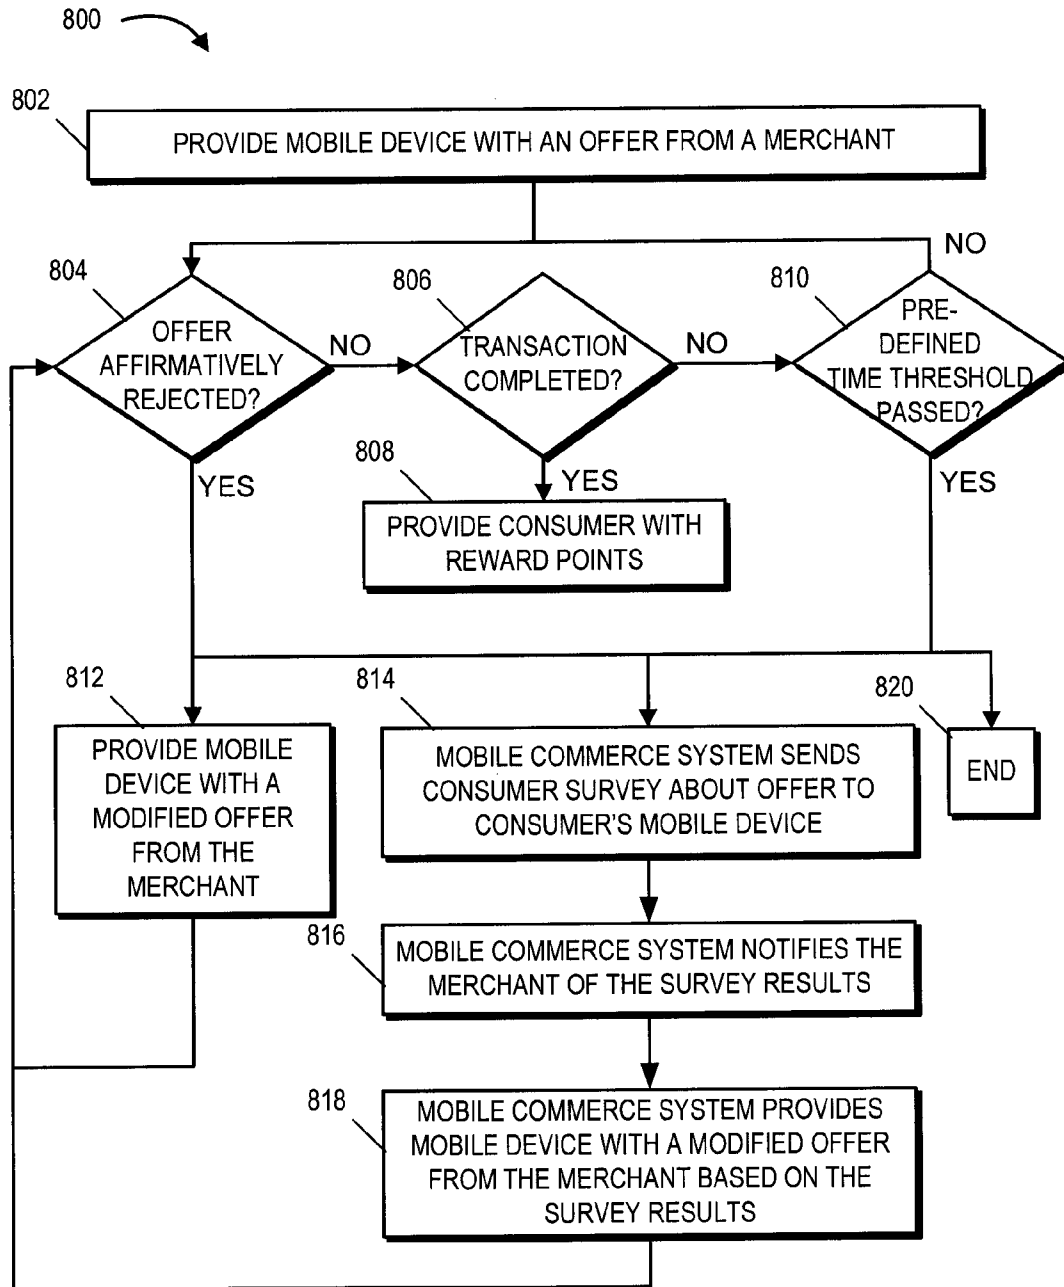 800
802
PROVIDE MOBILE DEVICE WITH AN OFFER FROM A MERCHANT
NO
804
OFFER
AFFIRMATIVELY
REJECTED?
NO
806
TRANSACTION
COMPLETED?
NO
810
PRE-
DEFINED
TIME THRESHOLD
PASSED?
YES
808
YES
YES
PROVIDE CONSUMER WITH
REWARD POINTS
812
PROVIDE MOBILE
DEVICE WITH A
MODIFIED OFFER
FROM THE
MERCHANT
814
MOBILE COMMERCE SYSTEM SENDS
CONSUMER SURVEY ABOUT OFFER TO
CONSUMER'S MOBILE DEVICE
820
END
816
MOBILE COMMERCE SYSTEM NOTIFIES THE
MERCHANT OF THE SURVEY RESULTS
818
MOBILE COMMERCE SYSTEM PROVIDES
MOBILE DEVICE WITH A MODIFIED OFFER
FROM THE MERCHANT BASED ON THE
SURVEY RESULTS